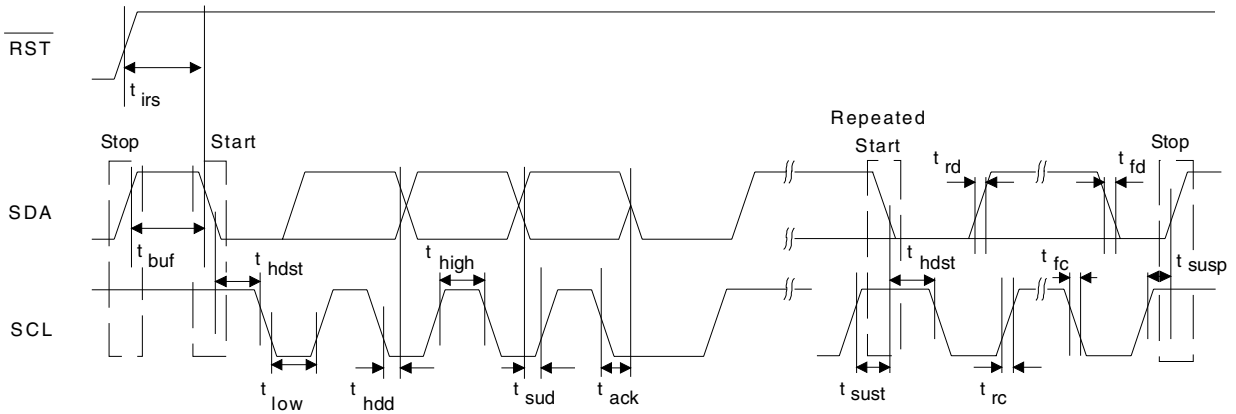 RST
t irs
Stop
Start
Repeated
Start
Stop
t rd
t fd
SDA
t buf
t hdst
t high
t hdst
t fc
t susp
SCL
t low
t hdd
t sud
t ack
t sust
t rc